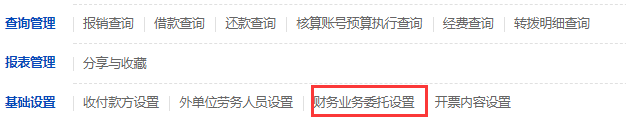 查询管理 报销查询 借款查询 还款查询 核算账号预算执行查询 经费查询 转拨明细查询
报表管理 分享与收藏
基础设置 收付款方设置 外单位劳务人员设置 财务业务委托设置 开票内容设置